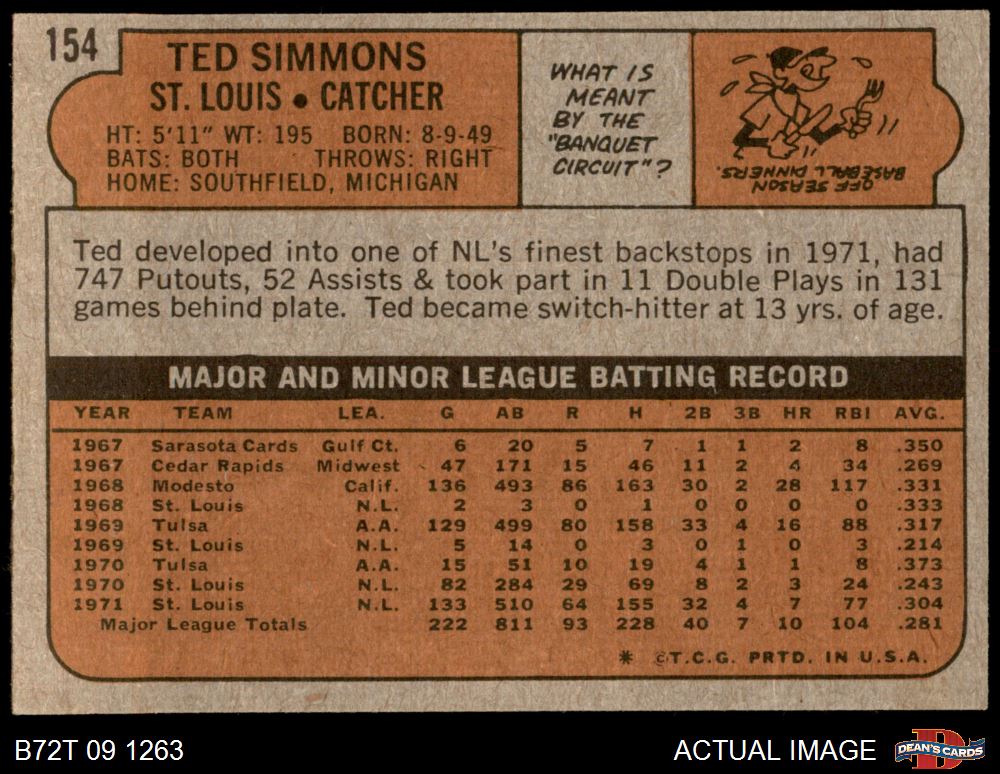 154
TED SIMMONS
ST. LOUIS • CATCHER
HT: 5'11" WT: 195 BORN: 8-9-49
BATS: BOTH THROWS: RIGHT
HOME: SOUTHFIELD, MICHIGAN
WHAT IS
MEANT
BY THE
"BANQUET
CIRCUIT"?
OFF SEASON
BASEBALL DINNERS.
Ted developed into one of NL's finest backstops in 1971, had
747 Putouts, 52 Assists & took part in 11 Double Plays in 131
games behind plate. Ted became switch-hitter at 13 yrs. of age.
MAJOR AND MINOR LEAGUE BATTING RECORD
YEAR TEAM LEA. G AB R H 2B 3B HR RBI AVG.
1967 Sarasota Cards Gulf Ct. 6 20 5 7 1 1 2 8 .350
1967 Cedar Rapids Midwest 47 171 15 46 11 2 4 34 .269
1968 Modesto Calif. 136 493 86 163 30 2 28 117 .331
1968 St. Louis N.L. 2 3 0 1 0 0 0 0 .333
1969 Tulsa A.A. 129 499 80 158 33 4 16 88 .317
1969 St. Louis N.L. 5 14 0 3 0 1 0 3 .214
1970 Tulsa A.A. 15 51 10 19 4 1 1 8 .373
1970 St. Louis N.L. 82 284 29 69 8 2 3 24 .243
1971 St. Louis N.L. 133 510 64 155 32 4 7 77 .304
Major League Totals 222 811 93 228 40 7 10 104 .281
* ©T.C.G. PRTD. IN U.S.A.
B72T 09 1263
ACTUAL IMAGE
D
DEAN'S CARDS